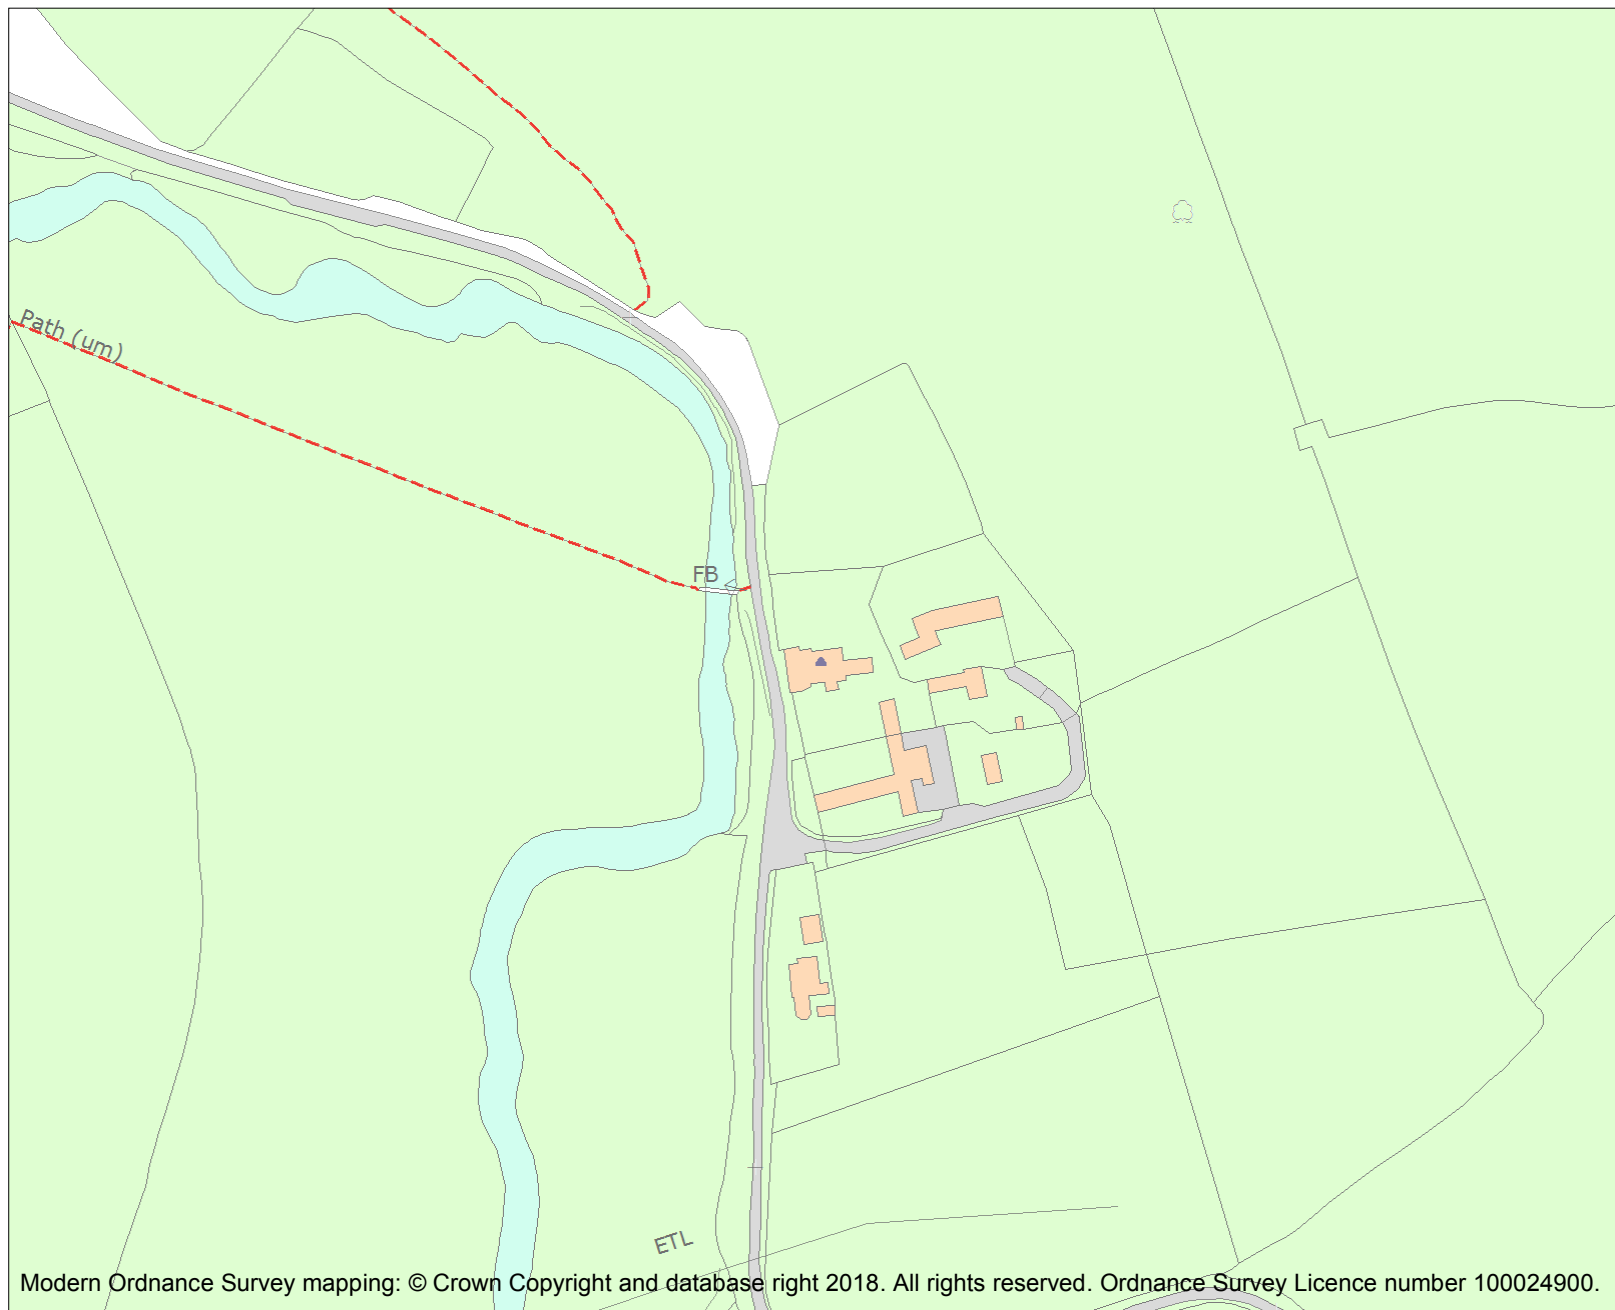 Path (um)
FB
ETL
Modern Ordnance Survey mapping: © Crown Copyright and database right 2018. All rights reserved. Ordnance Survey Licence number 100024900.